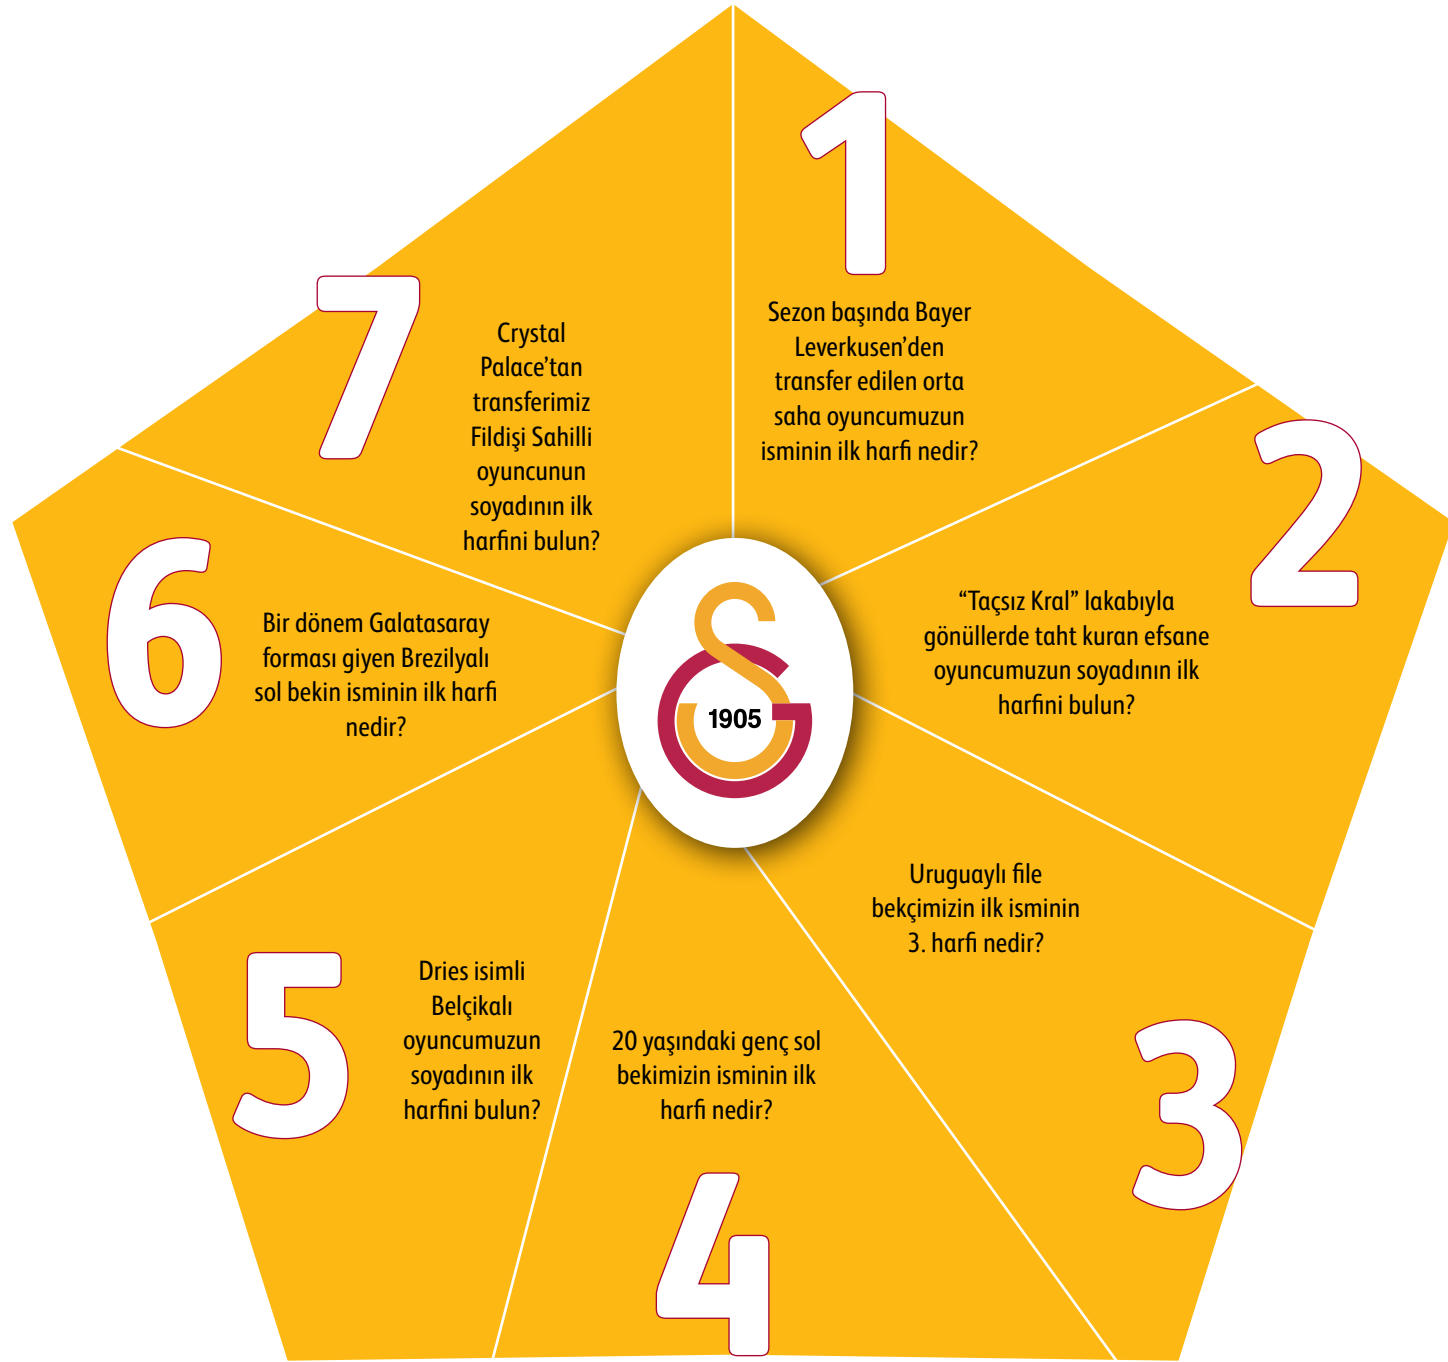 1
Sezon başında Bayer
Leverkusen’den
transfer edilen orta
saha oyuncumuzun
isminin ilk harfi nedir?
2
“Taçsız Kral” lakabıyla
gönüllerde taht kuran efsane
oyuncumuzun soyadının ilk
harfini bulun?
3
Uruguaylı file
bekçimizin ilk isminin
3. harfi nedir?
4
20 yaşındaki genç sol
bekimizin isminin ilk
harfi nedir?
5
Dries isimli
Belçikalı
oyuncumuzun
soyadının ilk
harfini bulun?
6
Bir dönem Galatasaray
forması giyen Brezilyalı
sol bekin isminin ilk harfi
nedir?
7
Crystal
Palace’tan
transferimiz
Fildişi Sahilli
oyuncunun
soyadının ilk
harfini bulun?
1905